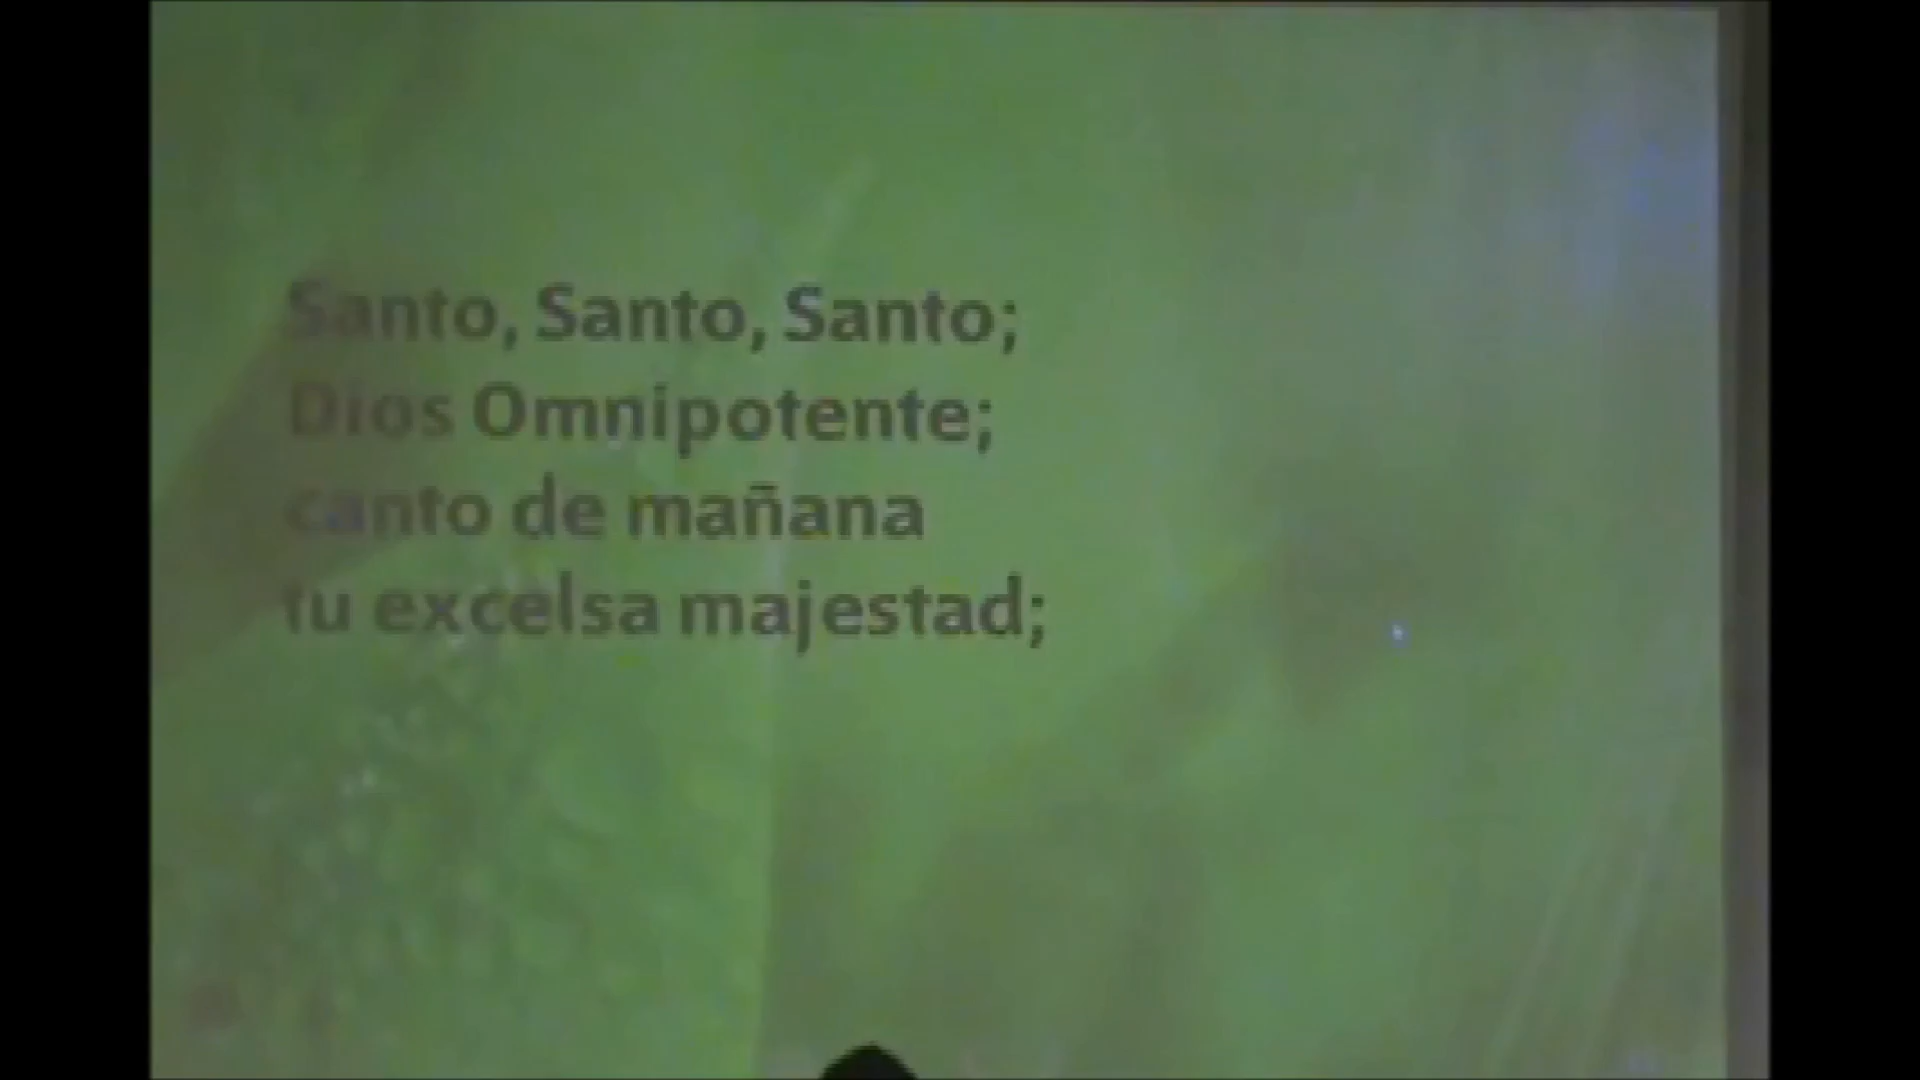 Santo, Santo, Santo;
Dios Omnipotente;
canto de mañana
tu excelsa majestad;